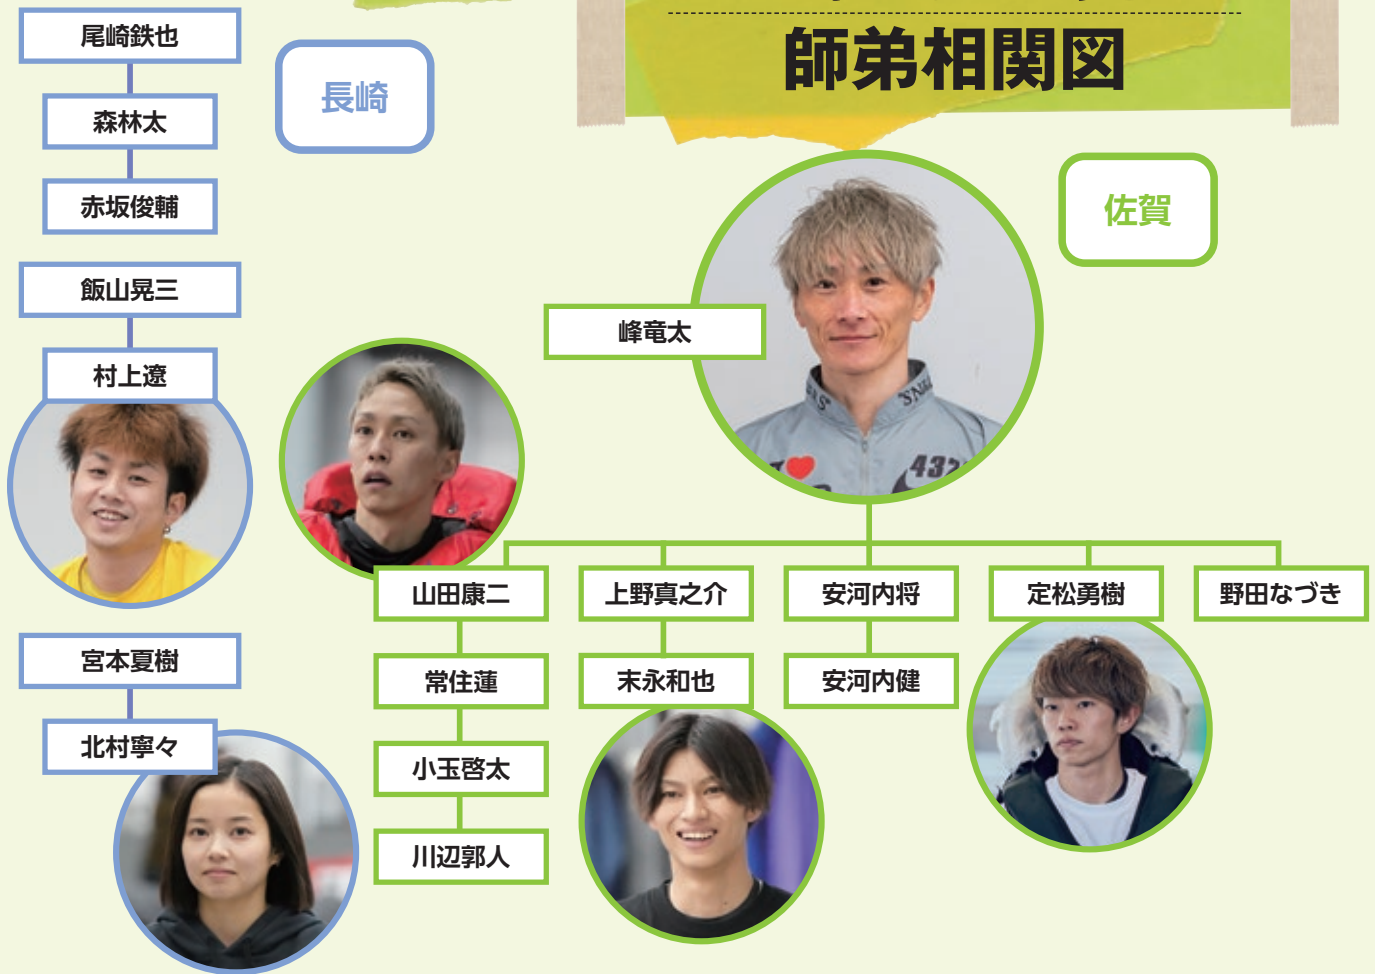 師弟相関図
長崎
尾崎鉄也
森林太
赤坂俊輔
飯山晃三
村上遼
宮本夏樹
北村寧々
佐賀
峰竜太
山田康二
常住蓮
小玉啓太
川辺郭人
上野真之介
末永和也
安河内将
安河内健
定松勇樹
野田なづき